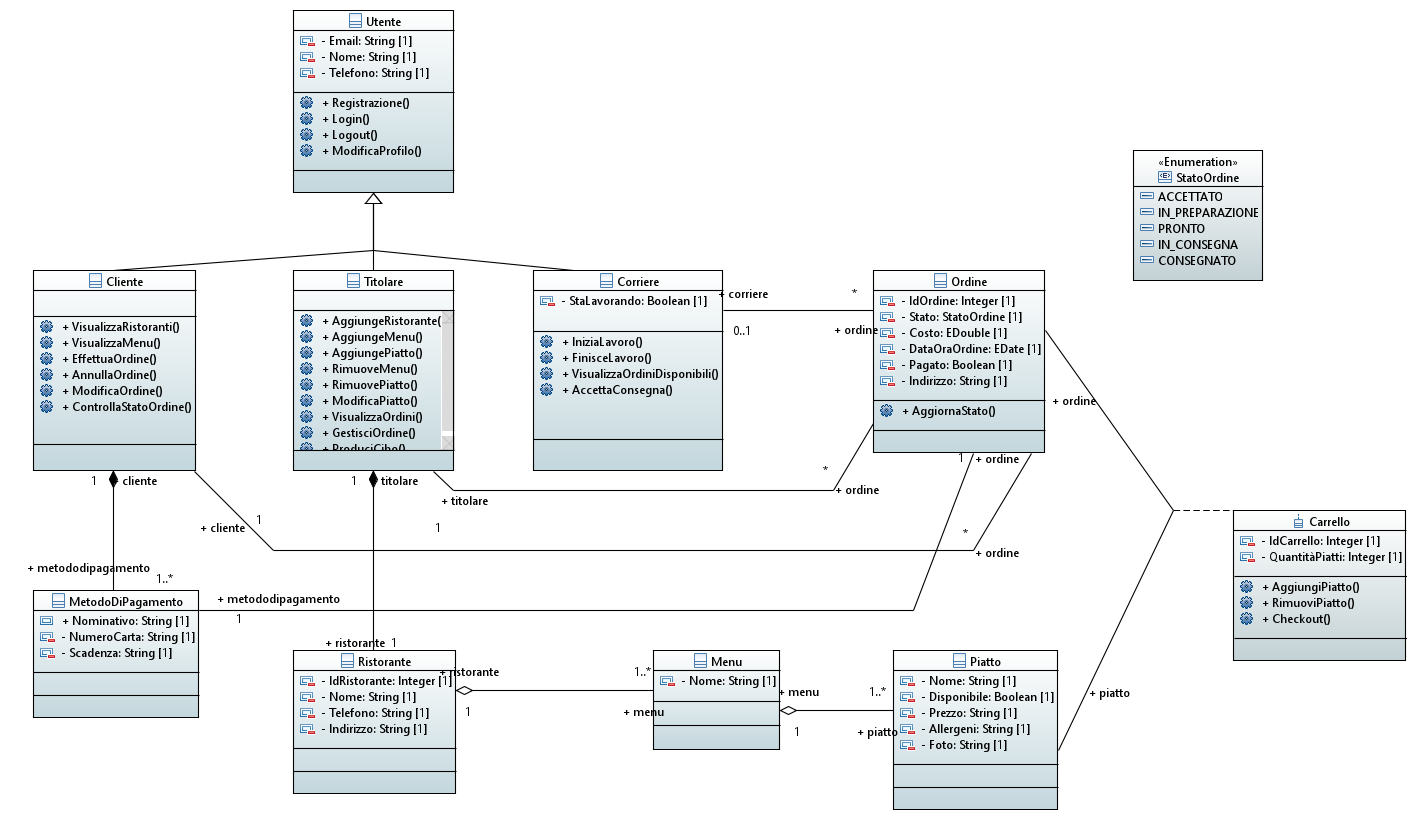 Utente
- Email: String [1]
- Nome: String [1]
- Telefono: String [1]
+ Registrazione()
+ Login()
+ Logout()
+ ModificaProfilo()
«Enumeration»
StatoOrdine
ACCETTATO
IN_PREPARAZIONE
PRONTO
IN_CONSEGNA
CONSEGNATO
Cliente
+ VisualizzaRistoranti()
+ VisualizzaMenu()
+ EffettuaOrdine()
+ AnnullaOrdine()
+ ModificaOrdine()
+ ControllaStatoOrdine()
Titolare
+ AggiungeRistorante(
+ AggiungeMenu()
+ AggiungePiatto()
+ RimuoveMenu()
+ RimuovePiatto()
+ ModificaPiatto()
+ VisualizzaOrdini()
+ GestisciOrdine()
+ ProduciCibo()
Corriere
- StaLavorando: Boolean [1]
+ IniziaLavoro()
+ FinisceLavoro()
+ VisualizzaOrdiniDisponibili()
+ AccettaConsegna()
+ corriere
0..1
*
+ ordine
Ordine
- IdOrdine: Integer [1]
- Stato: StatoOrdine [1]
- Costo: EDouble [1]
- DataOraOrdine: EDate [1]
- Pagato: Boolean [1]
- Indirizzo: String [1]
+ AggiornaStato()
+ ordine
1
+ cliente
1
+ titolare
+ titolare
1
*
+ ordine
1
+ ordine
+ cliente
1
*
+ ordine
+ metododipagamento
1..*
+ metododipagamento
1
Carrello
- IdCarrello: Integer [1]
- QuantitàPiatti: Integer [1]
+ AggiungiPiatto()
+ RimuoviPiatto()
+ Checkout()
MetodoDiPagamento
+ Nominativo: String [1]
- NumeroCarta: String [1]
- Scadenza: String [1]
+ ristorante
1
Ristorante
- IdRistorante: Integer [1]
- Nome: String [1]
- Telefono: String [1]
- Indirizzo: String [1]
+ ristorante
1
1..*
+ menu
Menu
- Nome: String [1]
+ menu
1
1..*
+ piatto
Piatto
- Nome: String [1]
- Disponibile: Boolean [1]
- Prezzo: String [1]
- Allergeni: String [1]
- Foto: String [1]
+ piatto